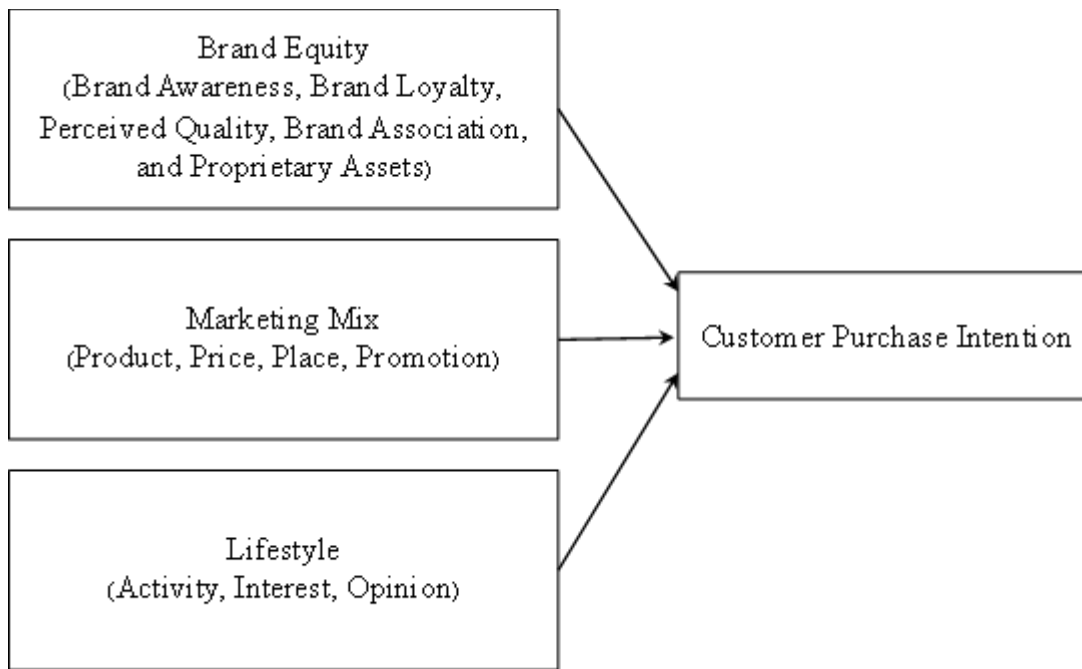 Brand Equity
(Brand Awareness, Brand Loyalty,
Perceived Quality, Brand Association,
and Proprietary Assets)
Marketing Mix
(Product, Price, Place, Promotion)
Customer Purchase Intention
Lifestyle
(Activity, Interest, Opinion)